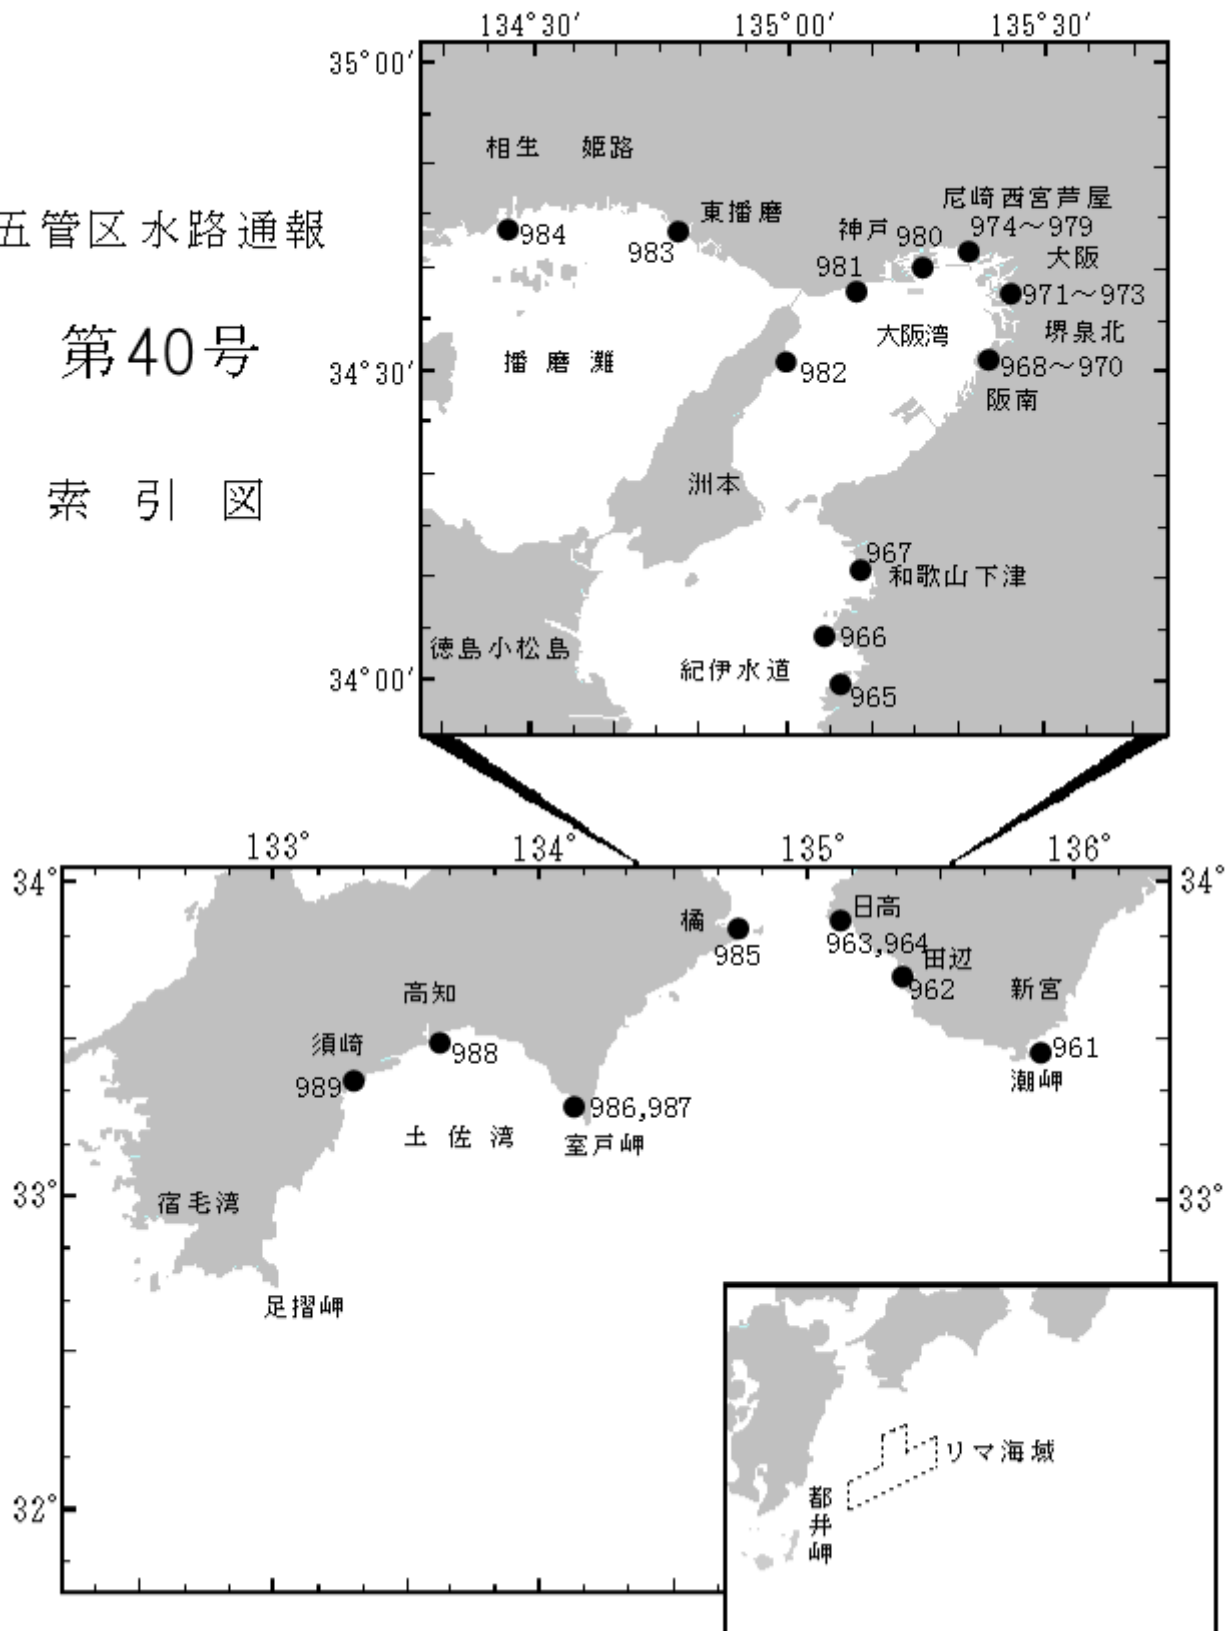 五管区水路通報
第40号
索引図
134°30′ 135°00′ 135°30′
35°00′
相生 姫路
尼崎西宮芦屋
974～979
東播磨
神戸 980
984
983
981
大阪
971～973
大阪湾
堺泉北
播磨灘
34°30′
982
968～970
阪南
洲本
967
和歌山下津
966
徳島小松島
紀伊水道
34°00′
965
133° 134° 135° 136°
34° 34°
橘
985
日高
963,964
田辺
962
高知
新宮
須崎
988
961
潮岬
989
986,987
土佐湾
室戸岬
33° 33°
宿毛湾
足摺岬
リマ海域
都井岬
32°